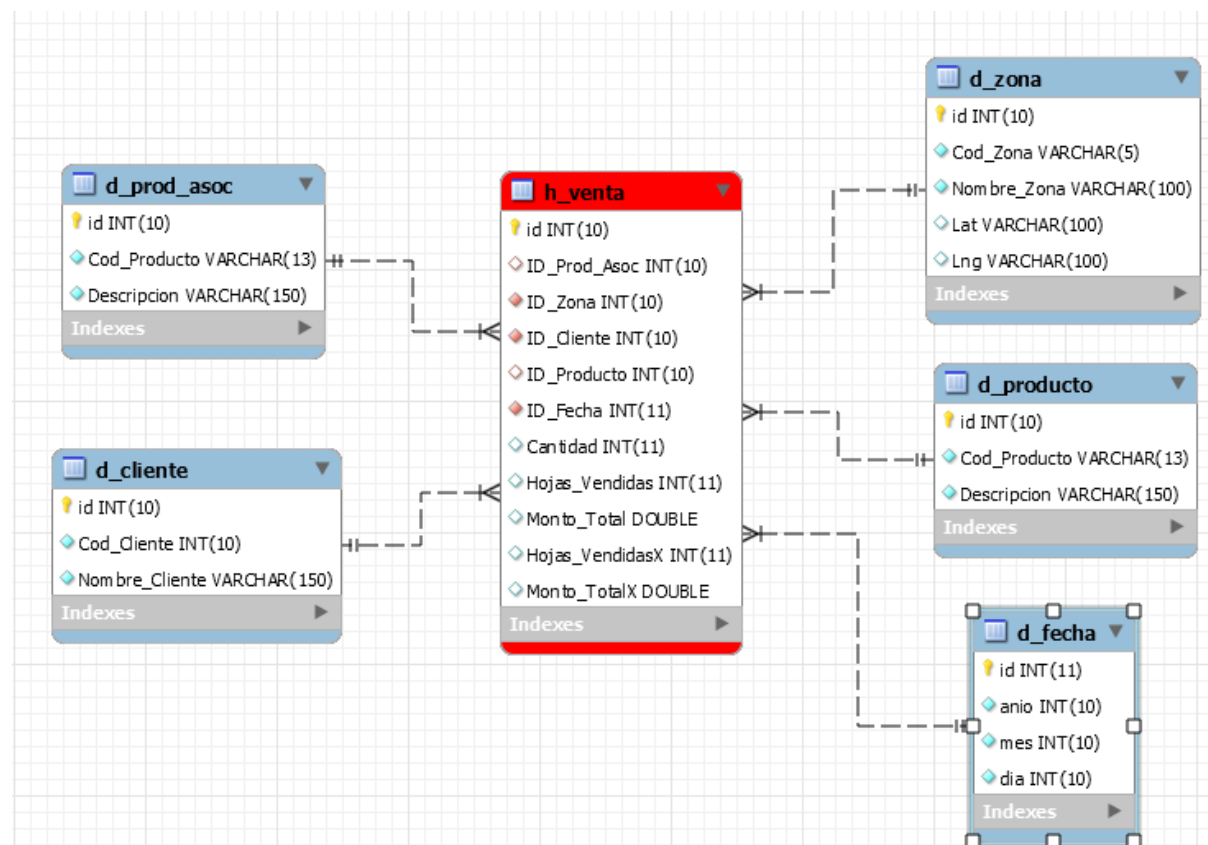 d_prod_asoc
id INT(10)
Cod_Producto VARCHAR(13)
Descripcion VARCHAR(150)
Indexes
d_cliente
id INT(10)
Cod_Cliente INT(10)
Nombre_Cliente VARCHAR(150)
Indexes
h_venta
id INT(10)
ID_Prod_Asoc INT(10)
ID_Zona INT(10)
ID_Cliente INT(10)
ID_Producto INT(10)
ID_Fecha INT(11)
Cantidad INT(11)
Hojas_Vendidas INT(11)
Monto_Total DOUBLE
Hojas_VendidasX INT(11)
Monto_TotalX DOUBLE
Indexes
d_zona
id INT(10)
Cod_Zona VARCHAR(5)
Nombre_Zona VARCHAR(100)
Lat VARCHAR(100)
Lng VARCHAR(100)
Indexes
d_producto
id INT(10)
Cod_Producto VARCHAR(13)
Descripcion VARCHAR(150)
Indexes
d_fecha
id INT(11)
anio INT(10)
mes INT(10)
dia INT(10)
Indexes